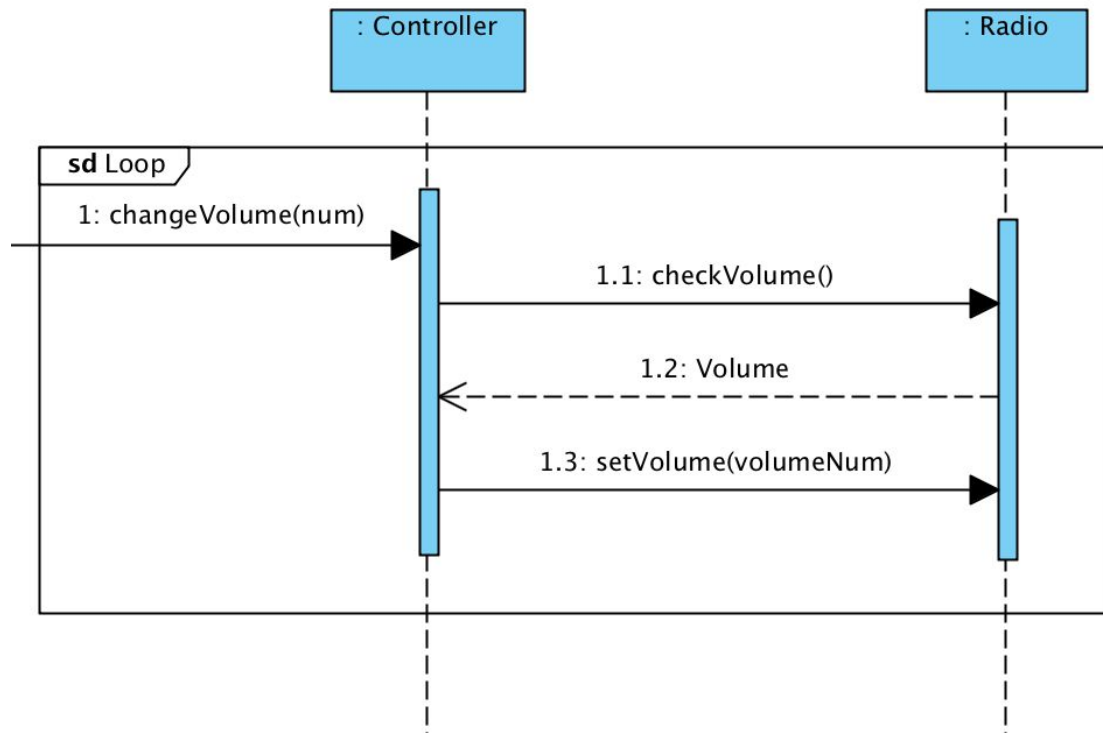 : Controller
: Radio
sd Loop
1: changeVolume(num)
1.1: checkVolume()
1.2: Volume
1.3: setVolume(volumeNum)